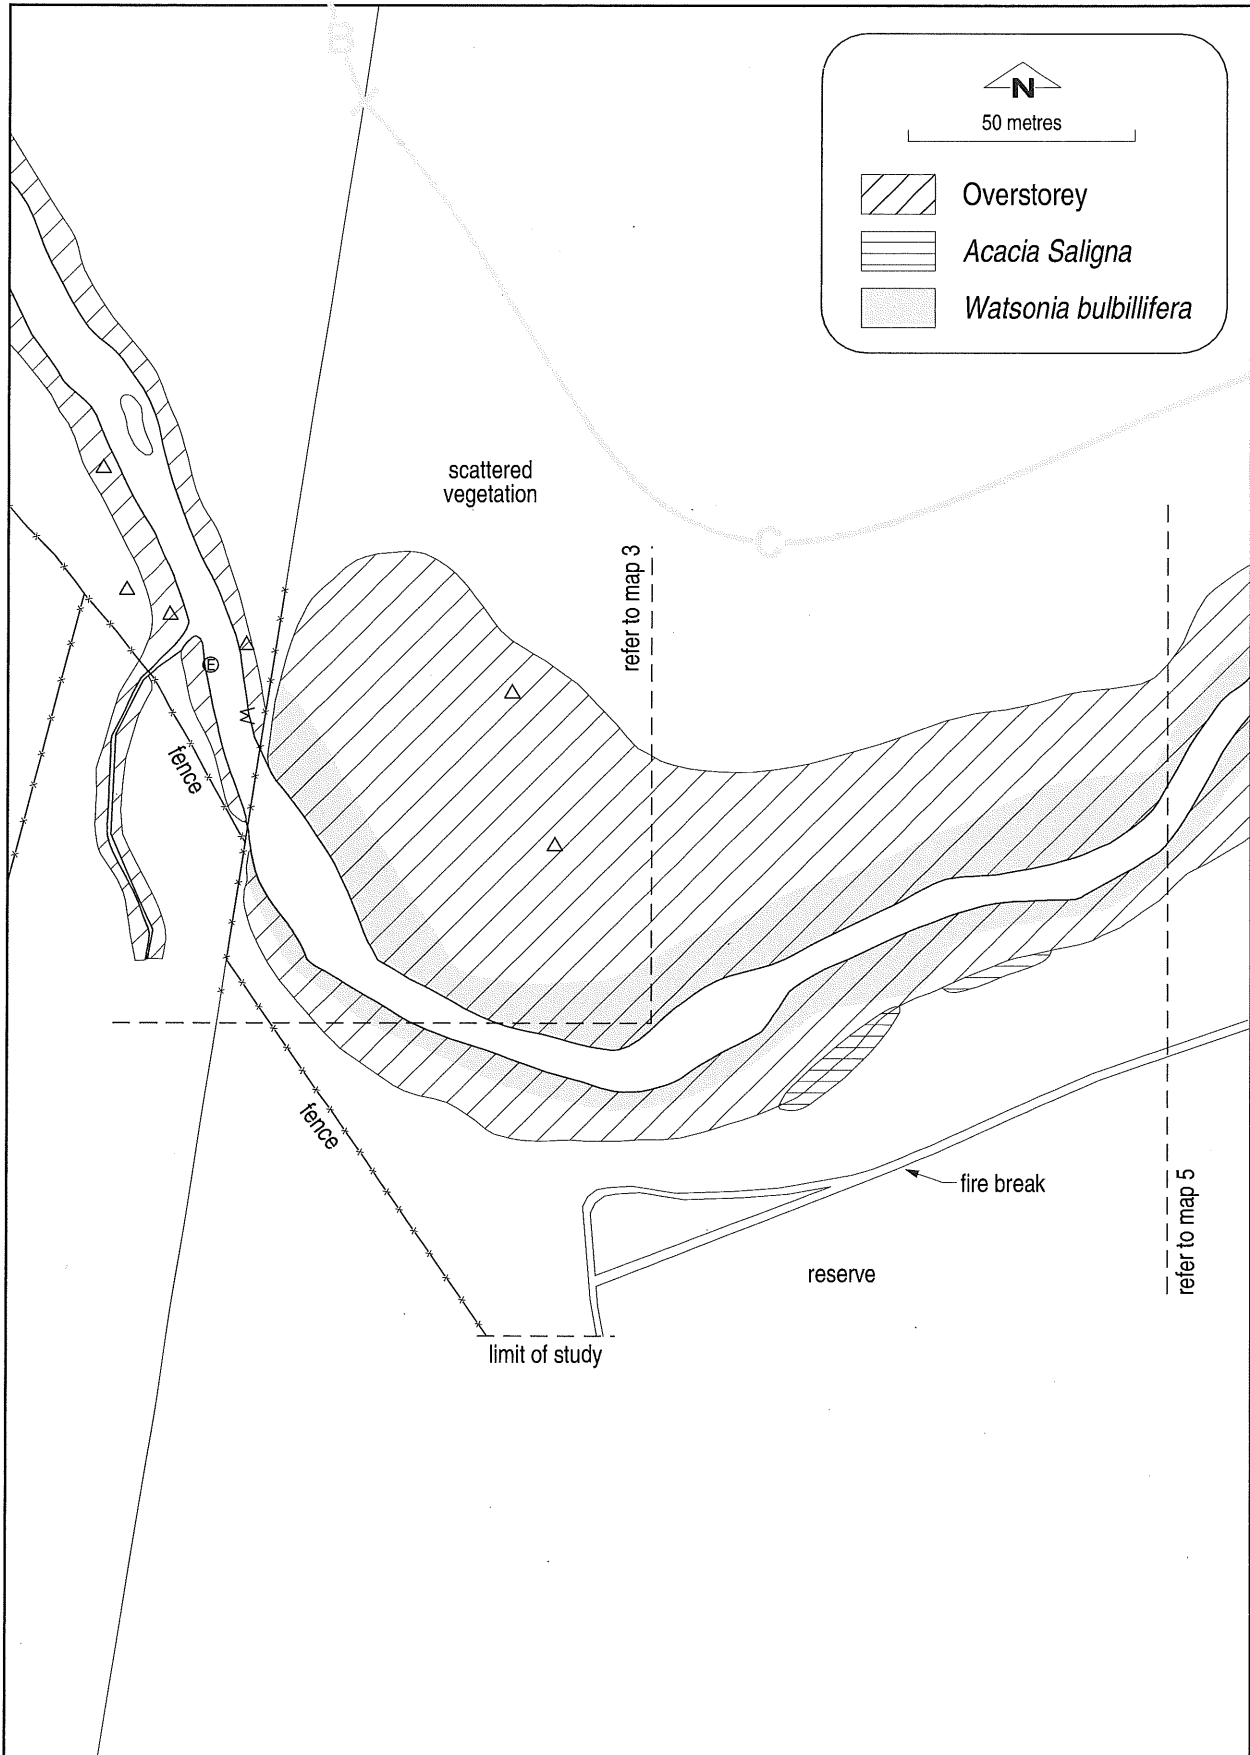 B
N
50 metres
Overstorey
Acacia Saligna
Watsonia bulbillifera
scattered
vegetation
C
refer to map 3
E
W
fence
fence
fire break
refer to map 5
reserve
limit of study